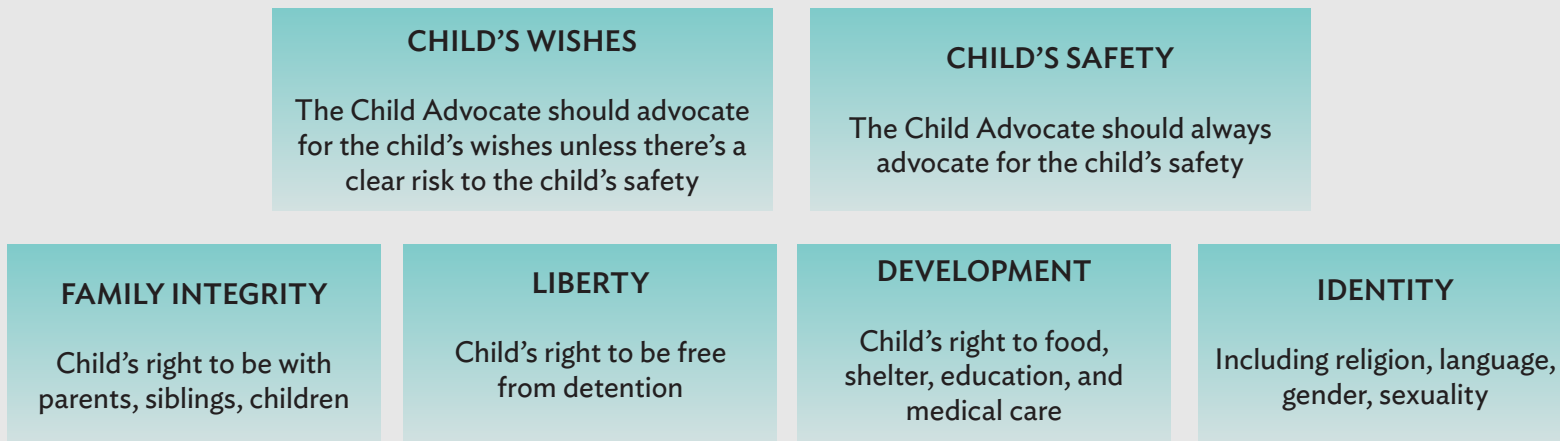 CHILD’S WISHES
The Child Advocate should advocate
for the child’s wishes unless there’s a
clear risk to the child’s safety
CHILD’S SAFETY
The Child Advocate should always
advocate for the child’s safety
FAMILY INTEGRITY
Child’s right to be with
parents, siblings, children
LIBERTY
Child’s right to be free
from detention
DEVELOPMENT
Child’s right to food,
shelter, education, and
medical care
IDENTITY
Including religion, language,
gender, sexuality